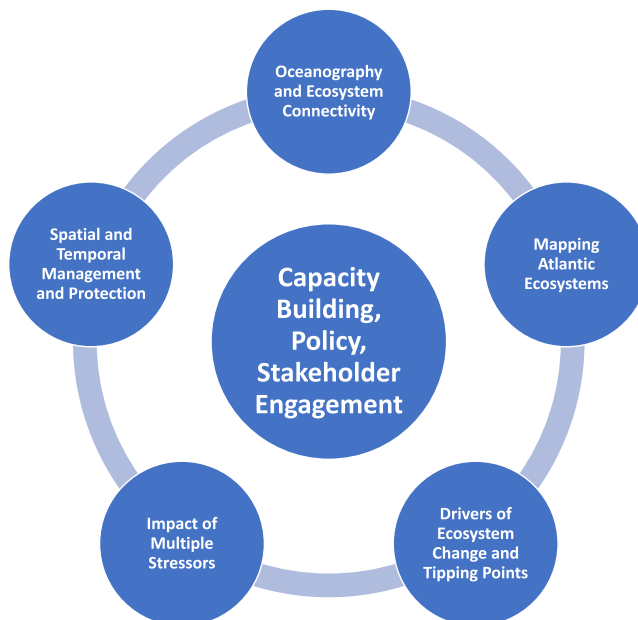 Oceanography
and Ecosystem
Connectivity
Mapping
Atlantic
Ecosystems
Drivers of
Ecosystem
Change and
Tipping Points
Impact of
Multiple
Stressors
Spatial and
Temporal
Management
and Protection
Capacity
Building,
Policy,
Stakeholder
Engagement